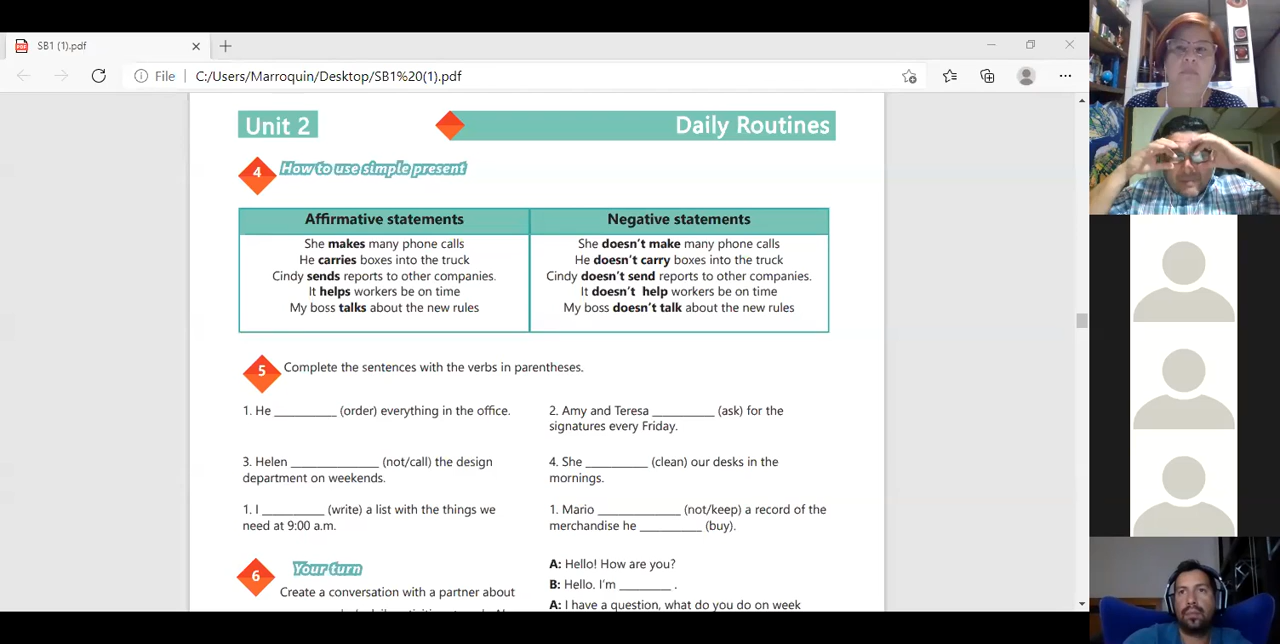 SB1 (1).pdf
File
C:/Users/Marroquin/Desktop/SB1%20(1).pdf
Unit 2
Daily Routines
4
How to use simple present
Affirmative statements
She makes many phone calls
He carries boxes into the truck
Cindy sends reports to other companies.
It helps workers be on time
My boss talks about the new rules
Negative statements
She doesn't make many phone calls
He doesn't carry boxes into the truck
Cindy doesn't send reports to other companies.
It doesn't help workers be on time
My boss doesn't talk about the new rules
5
Complete the sentences with the verbs in parentheses.
1. He __________ (order) everything in the office.
2. Amy and Teresa __________ (ask) for the
signatures every Friday.
3. Helen ______________ (not/call) the design
department on weekends.
4. She __________ (clean) our desks in the
mornings.
1. I __________ (write) a list with the things we
need at 9:00 a.m.
1. Mario _____________ (not/keep) a record of the
merchandise he __________ (buy).
6
Your turn
Create a conversation with a partner about
A: Hello! How are you?
B: Hello. I'm ________ .
A: I have a question, what do you do on week